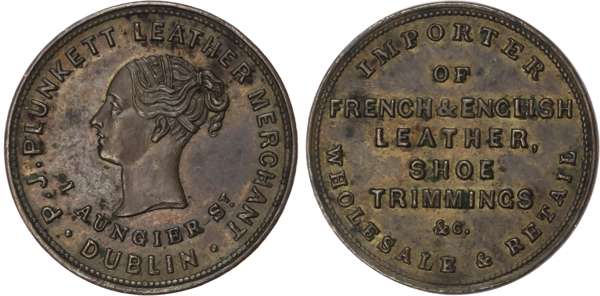 P. J. PLUNKETT LEATHER MERCHANT
1 AUNGIER ST.
· DUBLIN ·
IMPORTER
OF
FRENCH & ENGLISH
LEATHER,
SHOE
TRIMMINGS
&C.
WHOLESALE & RETAIL